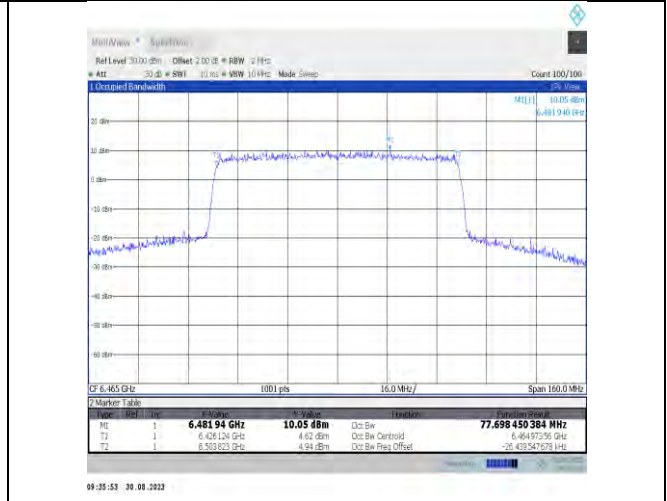 MultiView Spectrum
Ref Level 30.00 dBm Offset 2.00 dB RBW 2 MHz
Att 30 dB SWT 10 ms VBW 10 MHz Mode Sweep Count 100/100
1 Occupied Bandwidth 1Pk View
M1[1] 10.05 dBm
6.481 940 GHz
20 dBm
10 dBm
0 dBm
-10 dBm
-20 dBm
-30 dBm
-40 dBm
-50 dBm
-60 dBm
CF 6.465 GHz 1001 pts 16.0 MHz/ Span 160.0 MHz
2 Marker Table
Type Ref Trc X-Value Y-Value Function Function Result
M1 1 6.481 94 GHz 10.05 dBm Occ Bw 77.698 450 384 MHz
T1 1 6.426 124 GHz 4.62 dBm Occ Bw Centroid 6.464 973 56 GHz
T2 1 6.503 823 GHz 4.94 dBm Occ Bw Freq Offset -26.439 547 678 kHz
09:35:53 30.08.2023